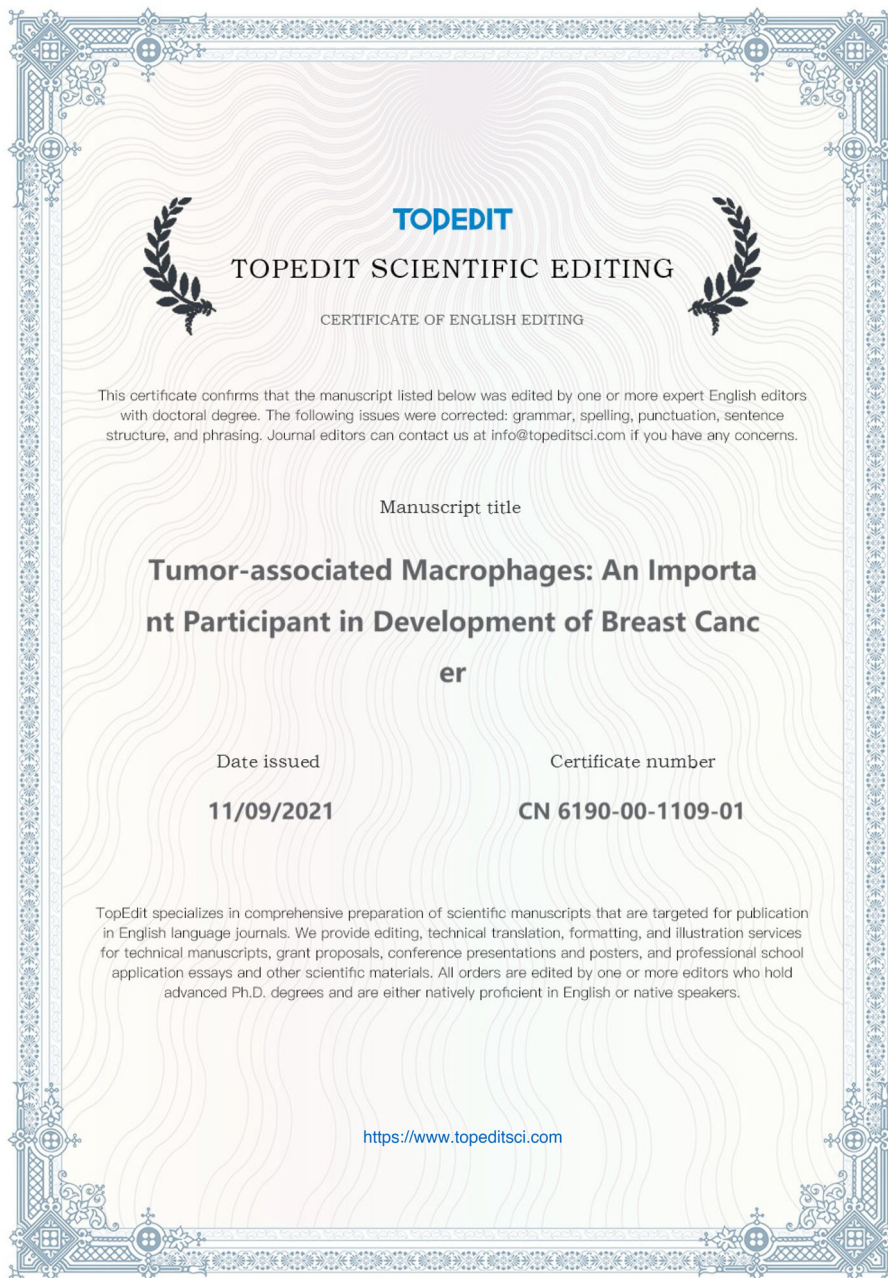 TOPEDIT
TOPEDIT SCIENTIFIC EDITING
CERTIFICATE OF ENGLISH EDITING
This certificate confirms that the manuscript listed below was edited by one or more expert English editors
with doctoral degree. The following issues were corrected: grammar, spelling, punctuation, sentence
structure, and phrasing. Journal editors can contact us at info@topeditsci.com if you have any concerns.
Manuscript title
Tumor-associated Macrophages: An Importa
nt Participant in Development of Breast Canc
er
Date issued
Certificate number
11/09/2021
CN 6190-00-1109-01
TopEdit specializes in comprehensive preparation of scientific manuscripts that are targeted for publication
in English language journals. We provide editing, technical translation, formatting, and illustration services
for technical manuscripts, grant proposals, conference presentations and posters, and professional school
application essays and other scientific materials. All orders are edited by one or more editors who hold
advanced Ph.D. degrees and are either natively proficient in English or native speakers.
https://www.topeditsci.com